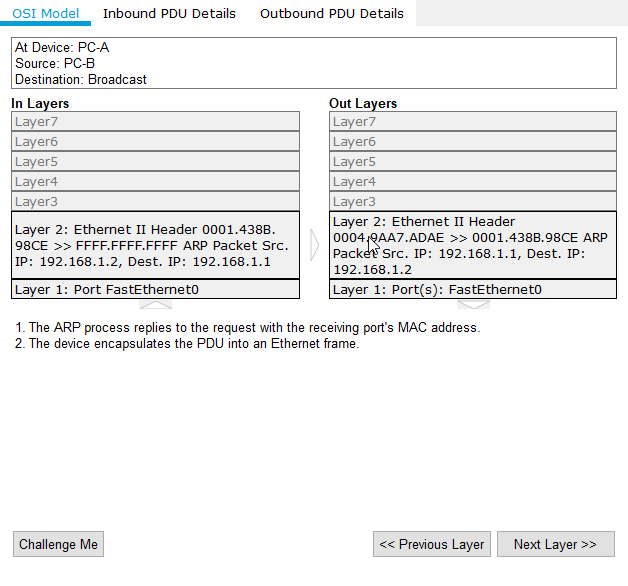 OSI Model Inbound PDU Details Outbound PDU Details
At Device: PC-A
Source: PC-B
Destination: Broadcast
In Layers
Layer7
Layer6
Layer5
Layer4
Layer3
Layer 2: Ethernet II Header 0001.438B.
98CE >> FFFF.FFFF.FFFF ARP Packet Src.
IP: 192.168.1.2, Dest. IP: 192.168.1.1
Layer 1: Port FastEthernet0
Out Layers
Layer7
Layer6
Layer5
Layer4
Layer3
Layer 2: Ethernet II Header
0004.9AA7.ADAE >> 0001.438B.98CE ARP
Packet Src. IP: 192.168.1.1, Dest. IP:
192.168.1.2
Layer 1: Port(s): FastEthernet0
1. The ARP process replies to the request with the receiving port's MAC address.
2. The device encapsulates the PDU into an Ethernet frame.
Challenge Me << Previous Layer Next Layer >>